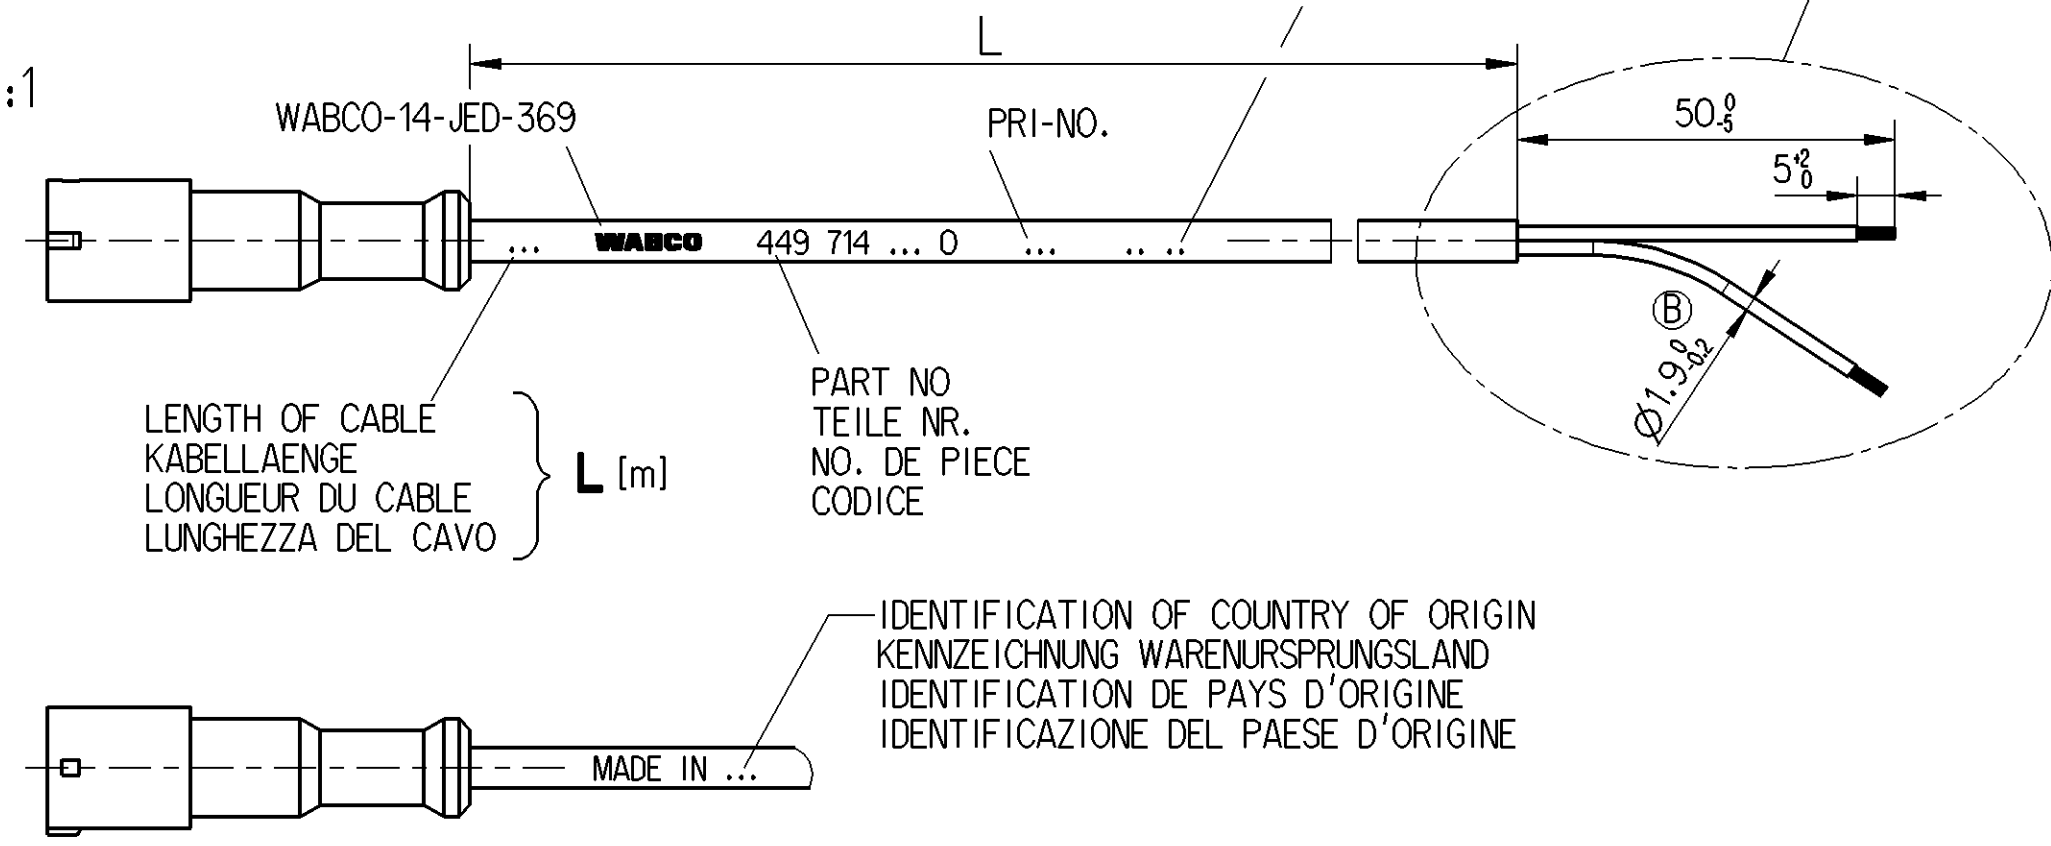 :1
L
WABCO-14-JED-369
PRI-NO.
50 0 -5
5 +2 0
... WABCO 449 714 ... 0 ... .. ..
B
Ø1.9 0 -0.2
LENGTH OF CABLE
KABELLAENGE
LONGUEUR DU CABLE
LUNGHEZZA DEL CAVO
L [m]
PART NO
TEILE NR.
NO. DE PIECE
CODICE
IDENTIFICATION OF COUNTRY OF ORIGIN
KENNZEICHNUNG WARENURSPRUNGSLAND
IDENTIFICATION DE PAYS D'ORIGINE
IDENTIFICAZIONE DEL PAESE D'ORIGINE
MADE IN ...